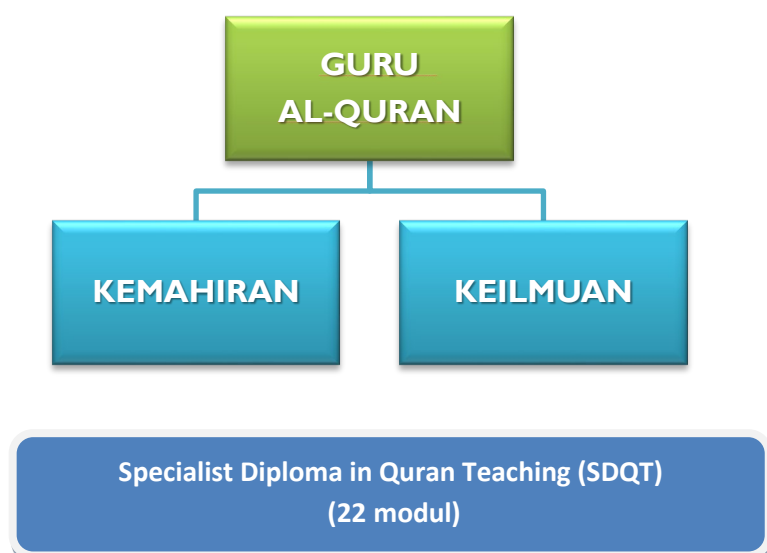 GURU
AL-QURAN
KEMAHIRAN
KEILMUAN
Specialist Diploma in Quran Teaching (SDQT)
(22 modul)